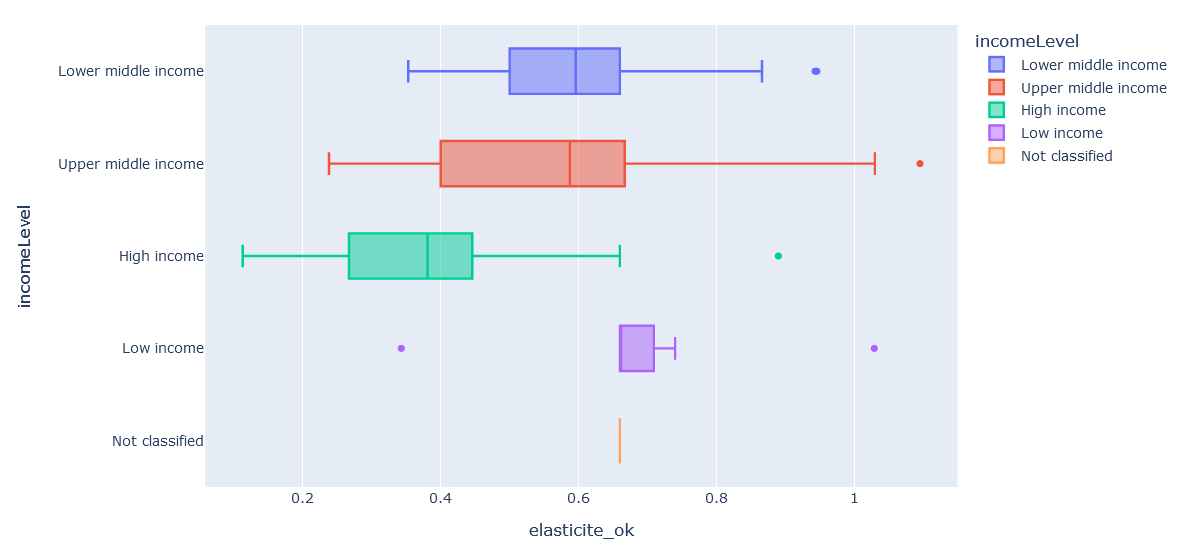 incomeLevel
Lower middle income
Upper middle income
High income
Low income
Not classified
0.2
0.4
0.6
0.8
1
elasticite_ok
incomeLevel
Lower middle income
Upper middle income
High income
Low income
Not classified